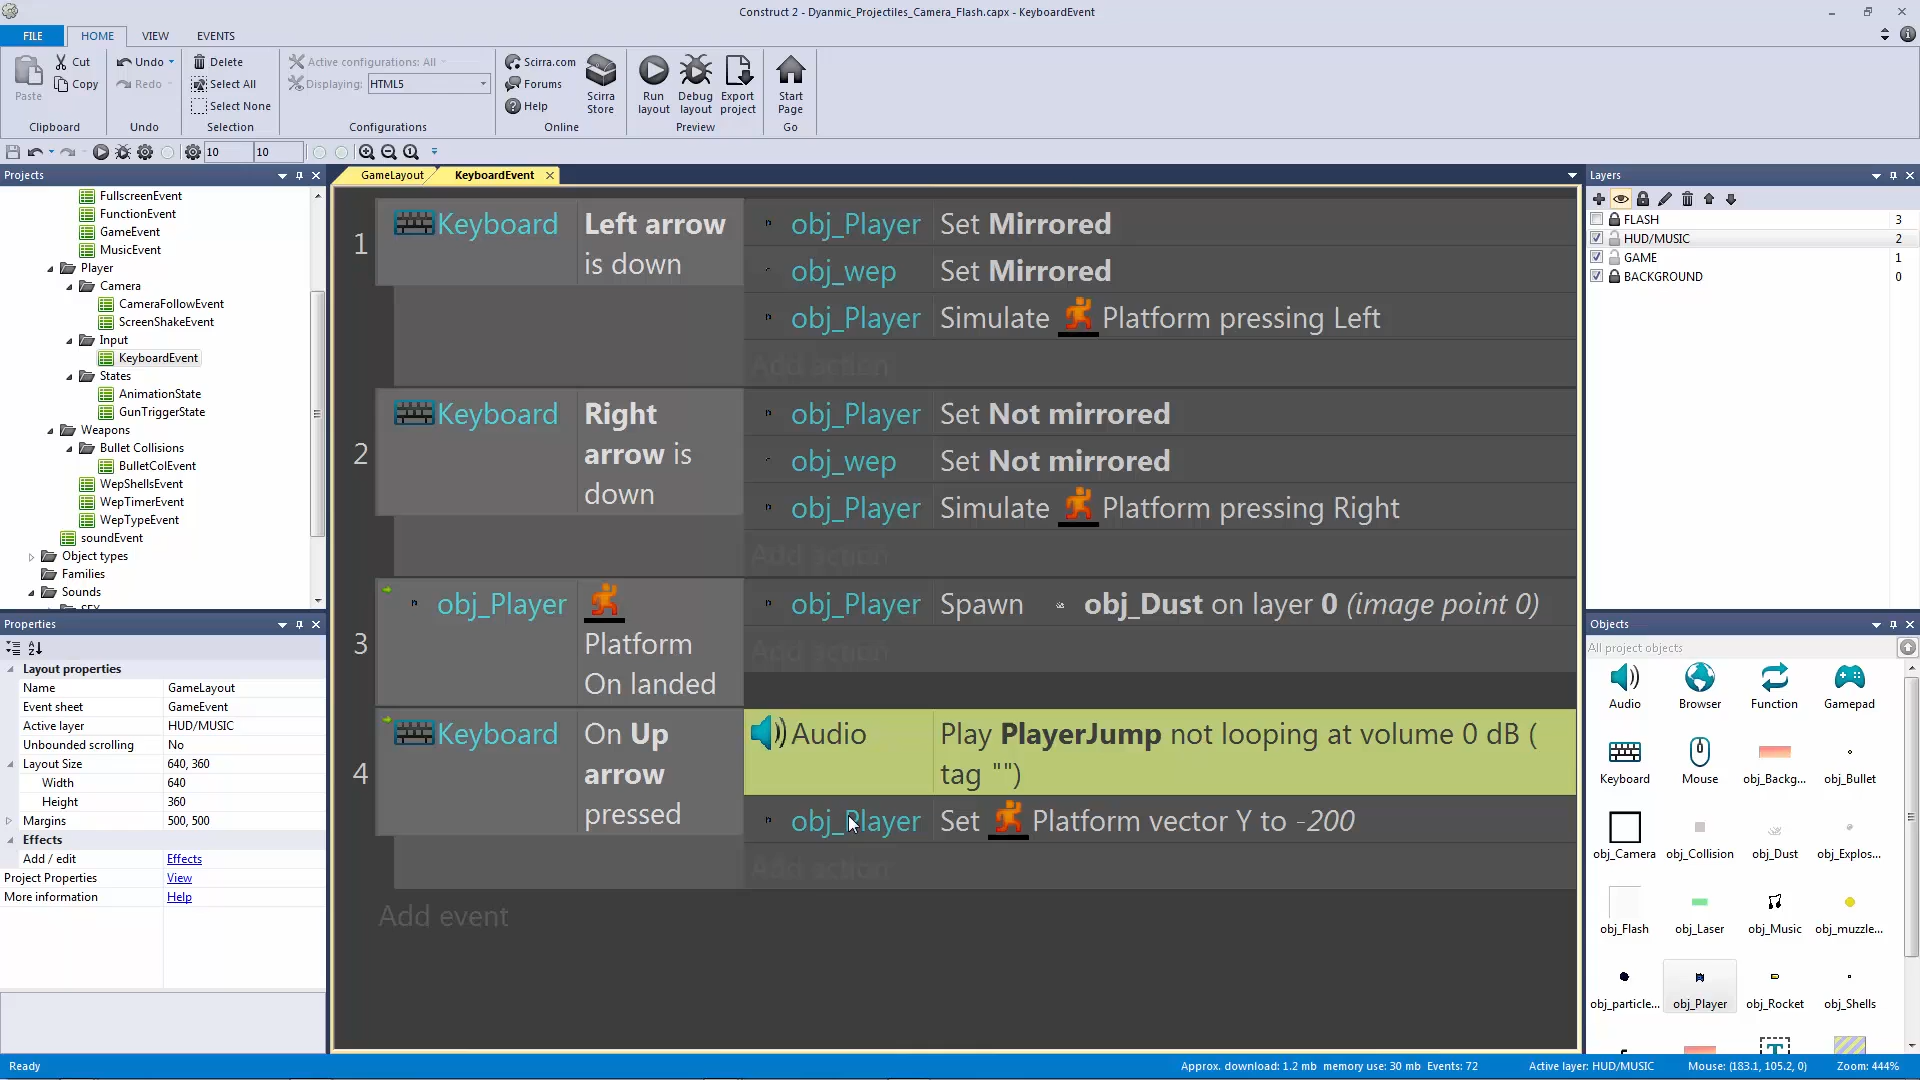 Construct 2 - Dyanmic_Projectiles_Camera_Flash.capx - KeyboardEvent
FILE HOME VIEW EVENTS
Paste
Cut
Copy
Clipboard
Undo
Redo
Undo
Delete
Select All
Select None
Selection
Active configurations: All
Displaying: HTML5
Configurations
Scirra.com
Forums
Help
Scirra Store
Online
Run layout
Debug layout
Export project
Preview
Start Page
Go
10 10
Projects
FullscreenEvent
FunctionEvent
GameEvent
MusicEvent
Player
Camera
CameraFollowEvent
ScreenShakeEvent
Input
KeyboardEvent
States
AnimationState
GunTriggerState
Weapons
Bullet Collisions
BulletColEvent
WepShellsEvent
WepTimerEvent
WepTypeEvent
soundEvent
Object types
Families
Sounds
Properties
Layout properties
Name GameLayout
Event sheet GameEvent
Active layer HUD/MUSIC
Unbounded scrolling No
Layout Size 640, 360
Width 640
Height 360
Margins 500, 500
Effects
Add / edit Effects
Project Properties View
More information Help
GameLayout KeyboardEvent
1 Keyboard Left arrow is down
obj_Player Set Mirrored
obj_wep Set Mirrored
obj_Player Simulate Platform pressing Left
Add action
2 Keyboard Right arrow is down
obj_Player Set Not mirrored
obj_wep Set Not mirrored
obj_Player Simulate Platform pressing Right
Add action
3 obj_Player Platform On landed
obj_Player Spawn obj_Dust on layer 0 (image point 0)
Add action
4 Keyboard On Up arrow pressed
Audio Play PlayerJump not looping at volume 0 dB (
tag "")
obj_Player Set Platform vector Y to -200
Add action
Add event
Layers
FLASH 3
HUD/MUSIC 2
GAME 1
BACKGROUND 0
Objects
All project objects
Audio Browser Function Gamepad
Keyboard Mouse obj_Backg... obj_Bullet
obj_Camera obj_Collision obj_Dust obj_Explos...
obj_Flash obj_Laser obj_Music obj_muzzle...
obj_particle... obj_Player obj_Rocket obj_Shells
Ready
Approx. download: 1.2 mb memory use: 30 mb Events: 72 Active layer: HUD/MUSIC Mouse: (183.1, 105.2, 0) Zoom: 444%